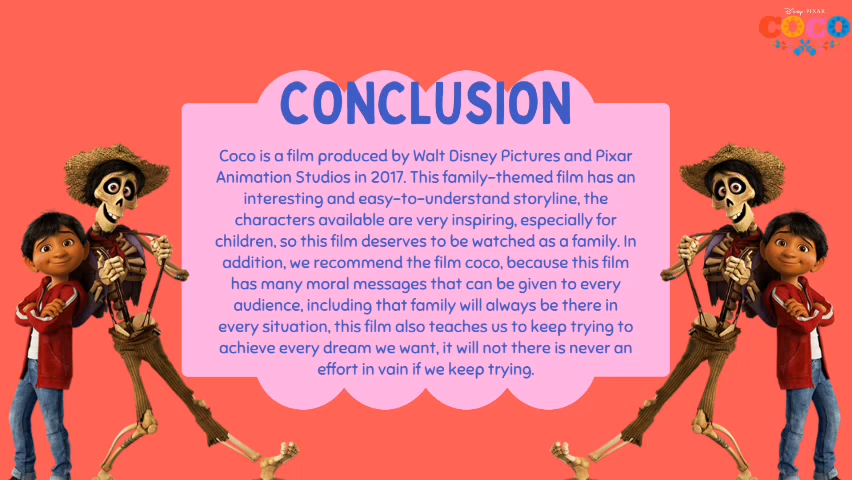 Disney PIXAR
COCO
CONCLUSION
Coco is a film produced by Walt Disney Pictures and Pixar
Animation Studios in 2017. This family-themed film has an
interesting and easy-to-understand storyline, the
characters available are very inspiring, especially for
children, so this film deserves to be watched as a family. In
addition, we recommend the film coco, because this film
has many moral messages that can be given to every
audience, including that family will always be there in
every situation, this film also teaches us to keep trying to
achieve every dream we want, it will not there is never an
effort in vain if we keep trying.